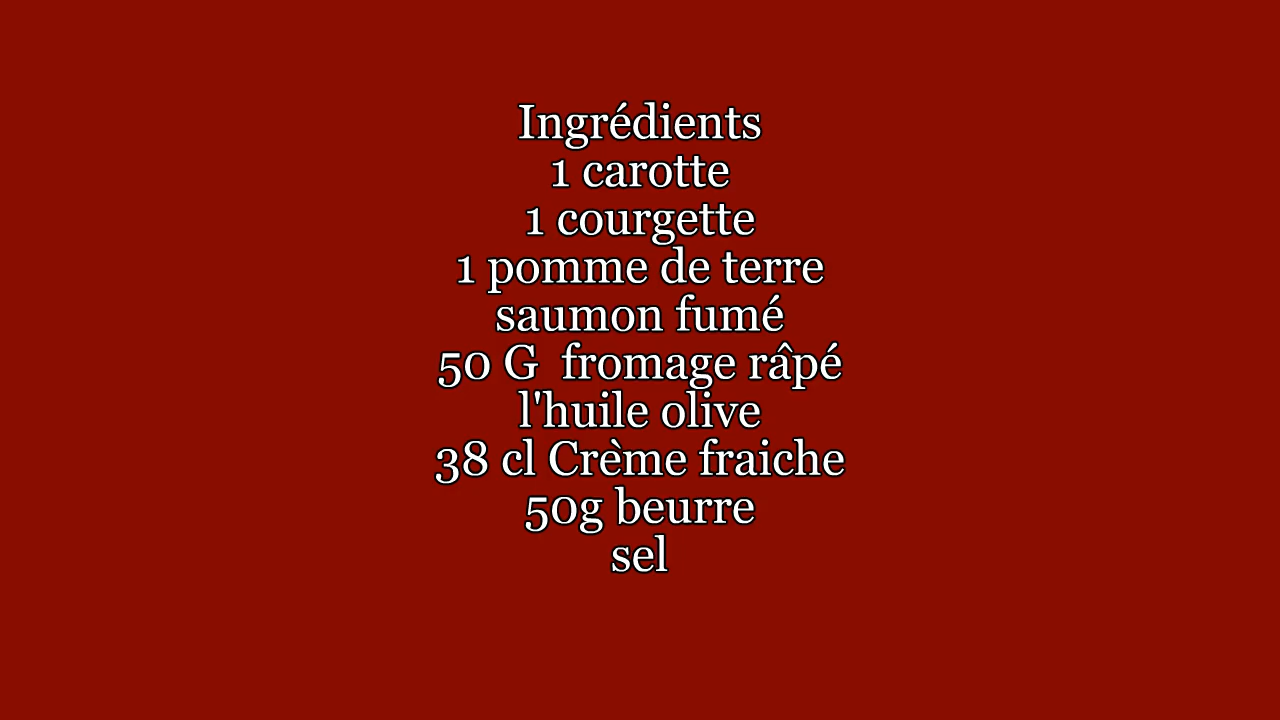 Ingrédients
1 carotte
1 courgette
1 pomme de terre
saumon fumé
50 G  fromage râpé
l'huile olive
38 cl Crème fraiche
50g beurre
sel